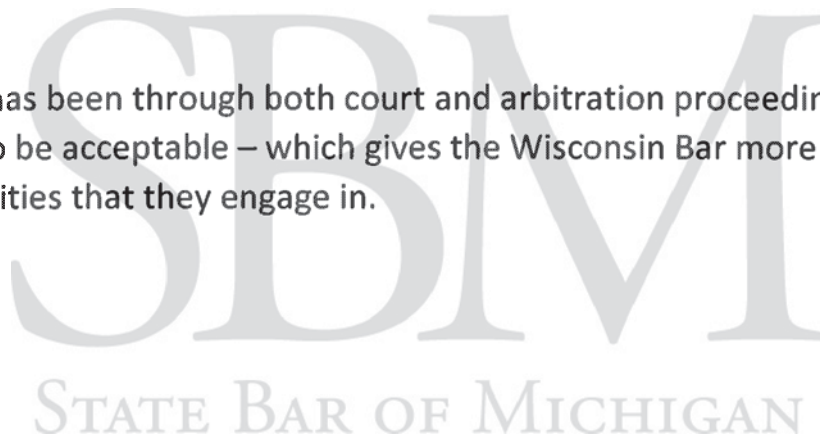 has been through both court and arbitration
be acceptable – which gives the Wisconsin Bar more
that they engage in.
SBM
STATE BAR OF MICHIGAN